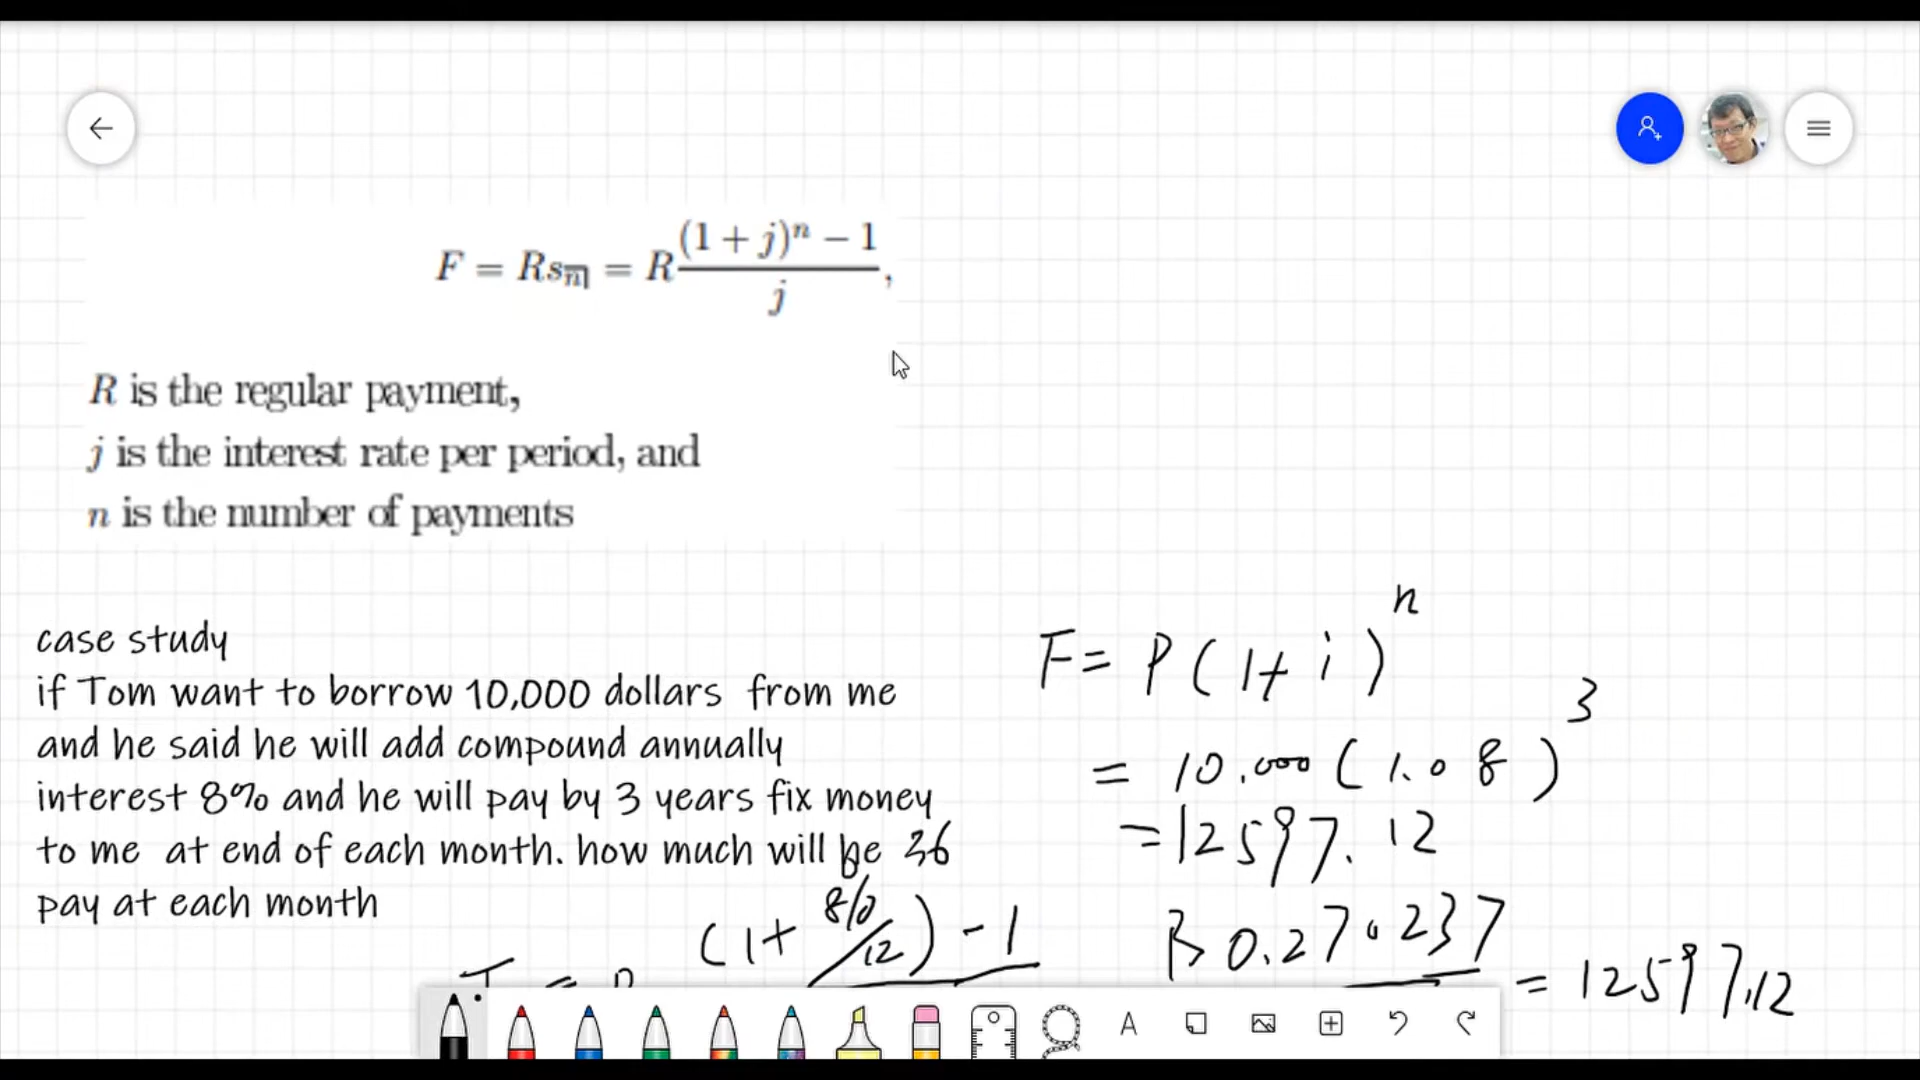 F = Rs n̅| = R ((1 + j)ⁿ − 1) / j,
R is the regular payment,
j is the interest rate per period, and
n is the number of payments
case study
if Tom want to borrow 10,000 dollars from me
and he said he will add compound annually
interest 8% and he will pay by 3 years fix money
to me at end of each month. how much will be
pay at each month
F = P(1+i)ⁿ
= 10.000(1.08)³
=12597.12
36
(1+ 8%/12) -1
R 0.270237
= 12597.12
A